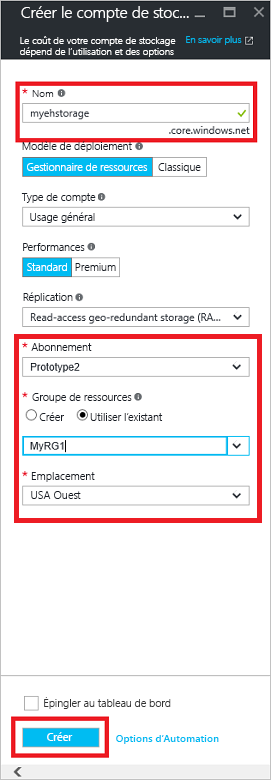 Créer le compte de stoc...
Le coût de votre compte de stockage
dépend de l'utilisation et des options
En savoir plus
* Nom
myehstorage
.core.windows.net
Modèle de déploiement
Gestionnaire de ressources
Classique
Type de compte
Usage général
Performances
Standard
Premium
Réplication
Read-access geo-redundant storage (RA...
* Abonnement
Prototype2
* Groupe de ressources
Créer
Utiliser l'existant
MyRG1
* Emplacement
USA Ouest
Épingler au tableau de bord
Créer
Options d'Automation